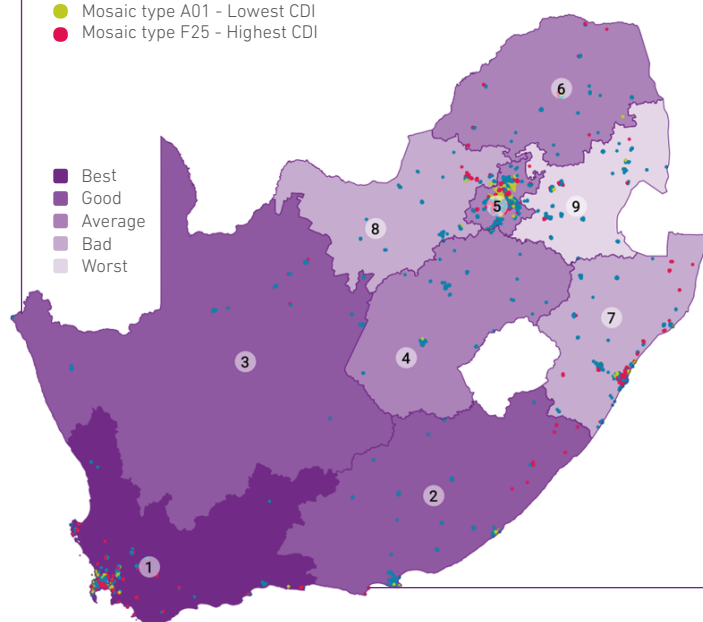 Mosaic type A01 - Lowest CDI
Mosaic type F25 - Highest CDI
Best
Good
Average
Bad
Worst
6
5
9
8
7
3
4
2
1